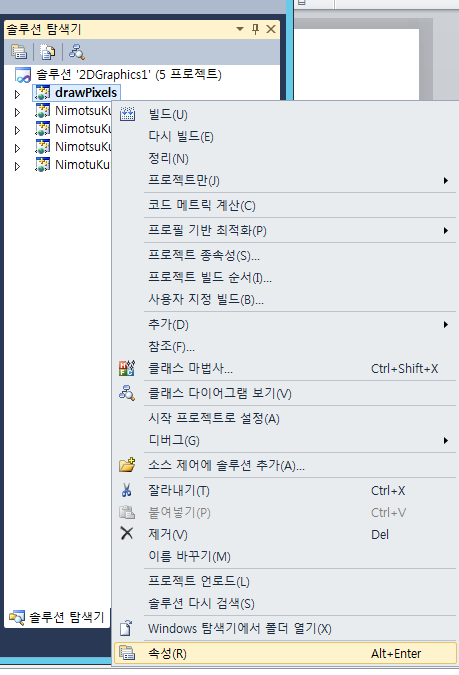 솔루션 탐색기
솔루션 '2DGraphics1' (5 프로젝트)
drawPixels
NimotsuKu
NimotsuKu
NimotsuKu
NimotuKu
빌드(U)
다시 빌드(E)
정리(N)
프로젝트만(J)
코드 메트릭 계산(C)
프로필 기반 최적화(P)
프로젝트 종속성(S)...
프로젝트 빌드 순서(I)...
사용자 지정 빌드(B)...
추가(D)
참조(F)...
클래스 마법사... Ctrl+Shift+X
클래스 다이어그램 보기(V)
시작 프로젝트로 설정(A)
디버그(G)
소스 제어에 솔루션 추가(A)...
잘라내기(T) Ctrl+X
붙여넣기(P) Ctrl+V
제거(V) Del
이름 바꾸기(M)
프로젝트 언로드(L)
솔루션 다시 검색(S)
솔루션 탐색기
Windows 탐색기에서 폴더 열기(X)
속성(R) Alt+Enter